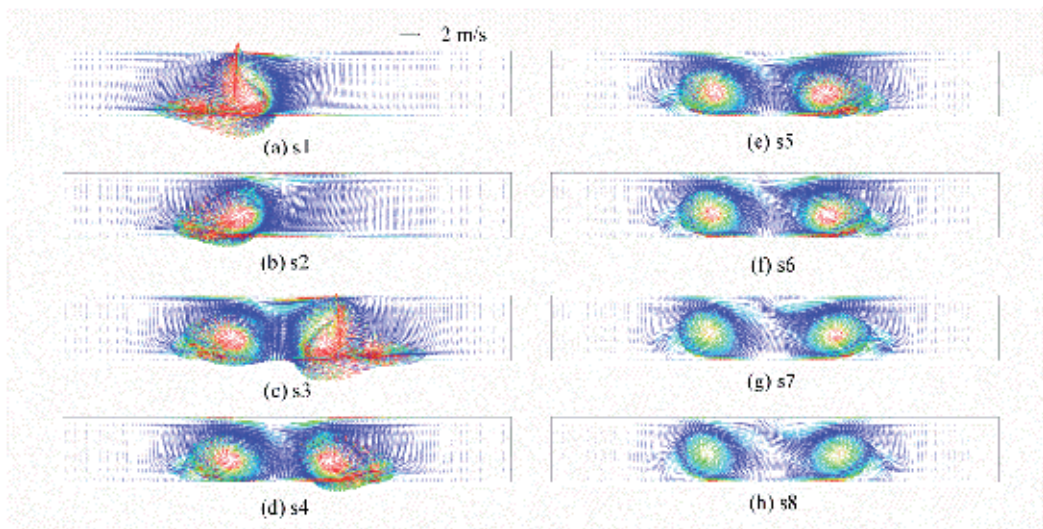 2 m/s
(a) s1
(b) s2
(c) s3
(d) s4
(e) s5
(f) s6
(g) s7
(h) s8